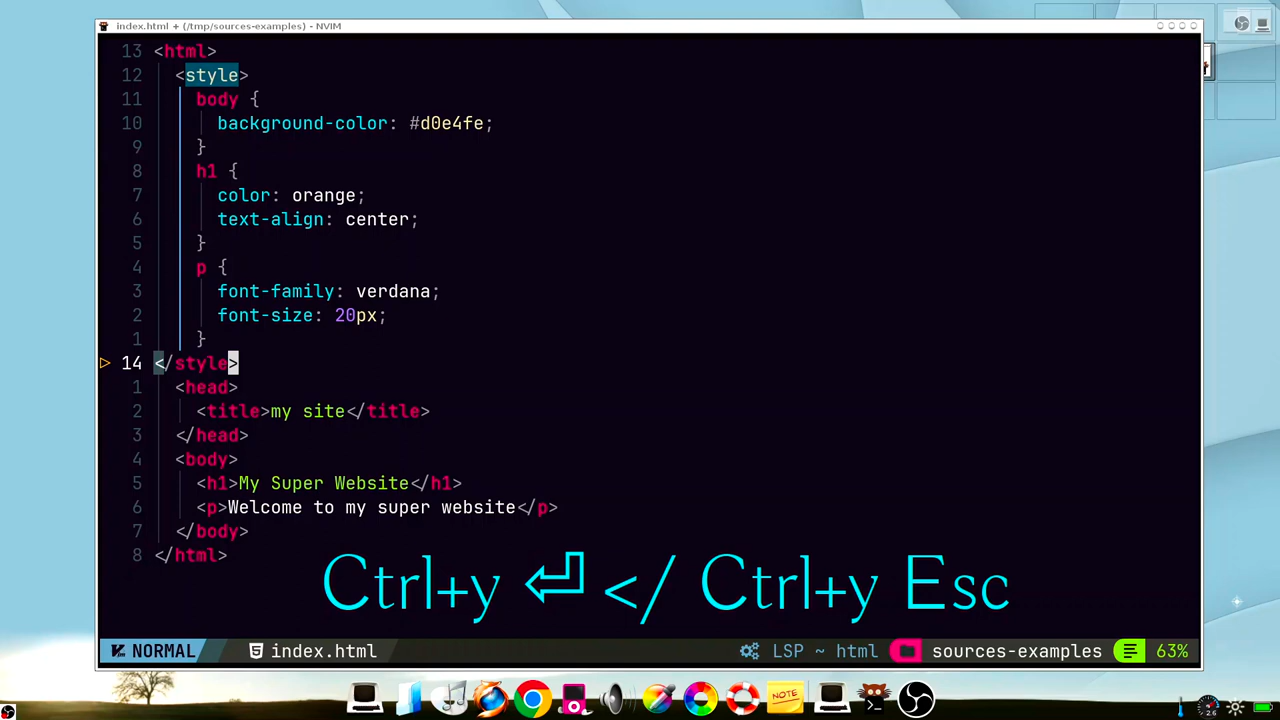 index.html + (/tmp/sources-examples) - NVIM
13 <html>
12 <style>
11 body {
10 background-color: #d0e4fe;
9 }
8 h1 {
7 color: orange;
6 text-align: center;
5 }
4 p {
3 font-family: verdana;
2 font-size: 20px;
1 }
14 </style>
1 <head>
2 <title>my site</title>
3 </head>
4 <body>
5 <h1>My Super Website</h1>
6 <p>Welcome to my super website</p>
7 </body>
8 </html>
Ctrl+y ⏎ </ Ctrl+y Esc
NORMAL index.html LSP ~ html sources-examples 63%
NOTE
2.6